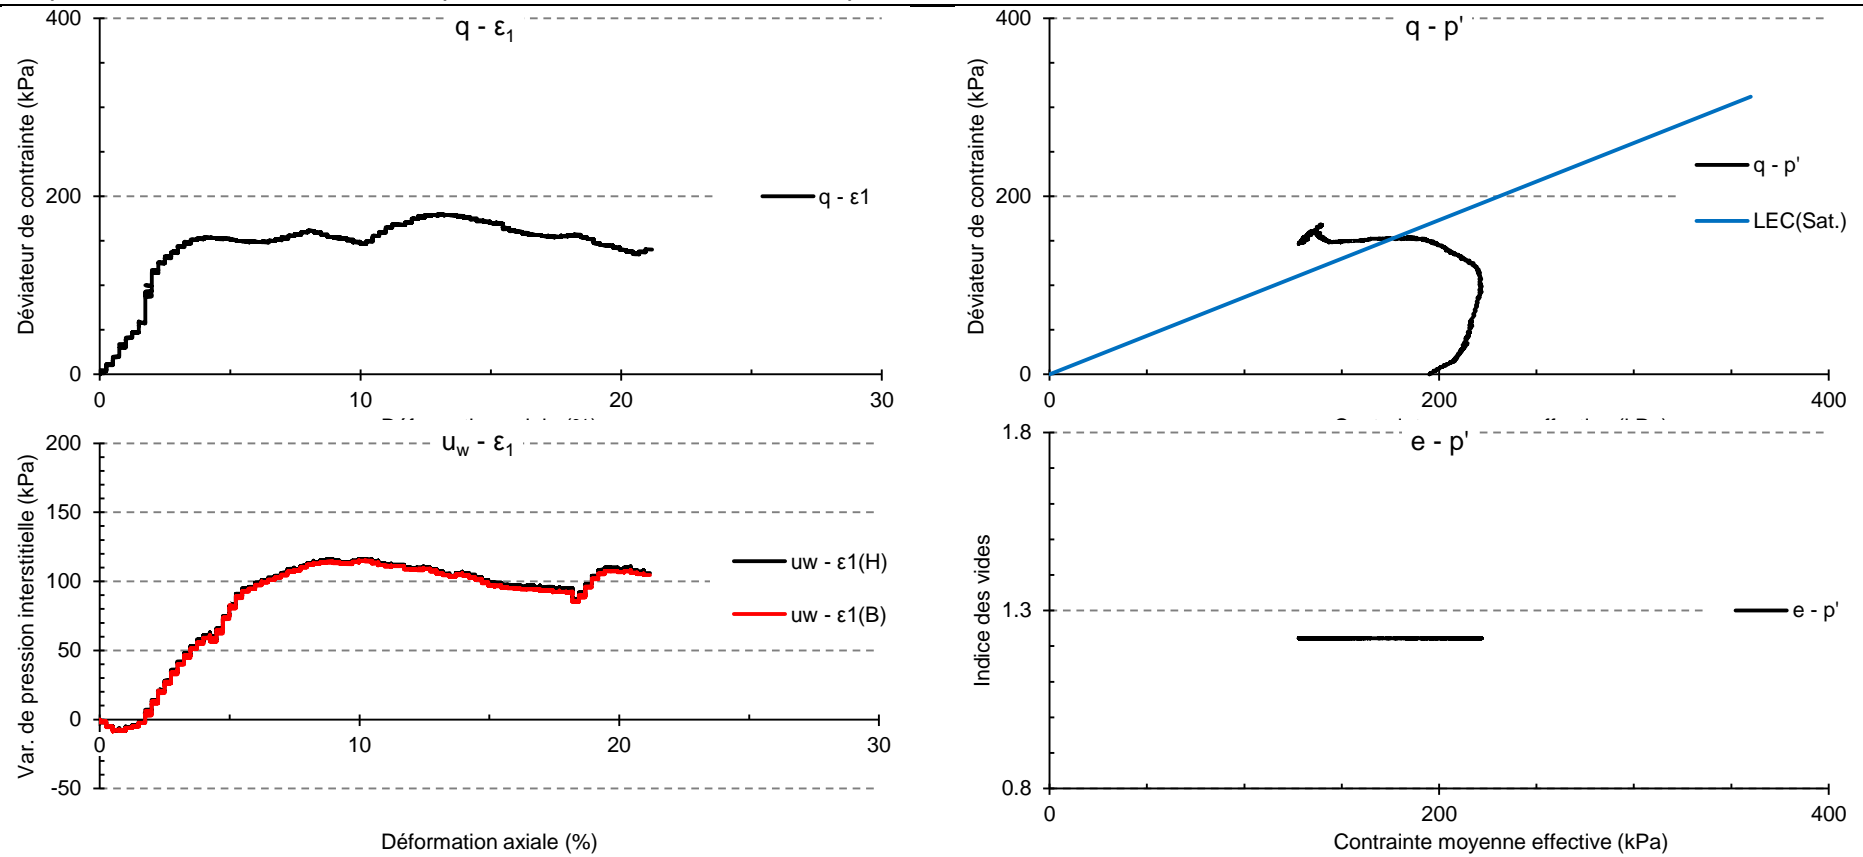 q - ε1
Déviateur de contrainte (kPa)
400
200
0
0
10
20
30
q - ε1
q - p'
Déviateur de contrainte (kPa)
400
200
0
0
200
400
q - p'
LEC(Sat.)
uw - ε1
Var. de pression interstitielle (kPa)
200
150
100
50
0
-50
0
10
20
30
uw - ε1(H)
uw - ε1(B)
Déformation axiale (%)
e - p'
Indice des vides
1.8
1.3
0.8
0
200
400
e - p'
Contrainte moyenne effective (kPa)